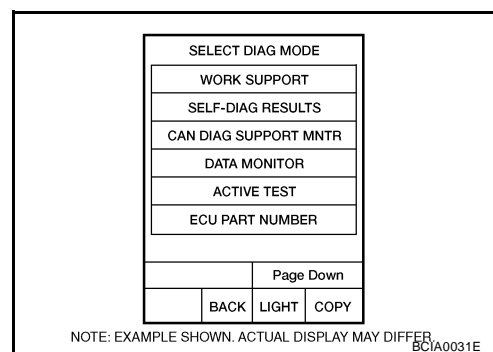 SELECT DIAG MODE
WORK SUPPORT
SELF-DIAG RESULTS
CAN DIAG SUPPORT MNTR
DATA MONITOR
ACTIVE TEST
ECU PART NUMBER
Page Down
BACK LIGHT COPY
NOTE: EXAMPLE SHOWN. ACTUAL DISPLAY MAY DIFFER.
BCIA0031E